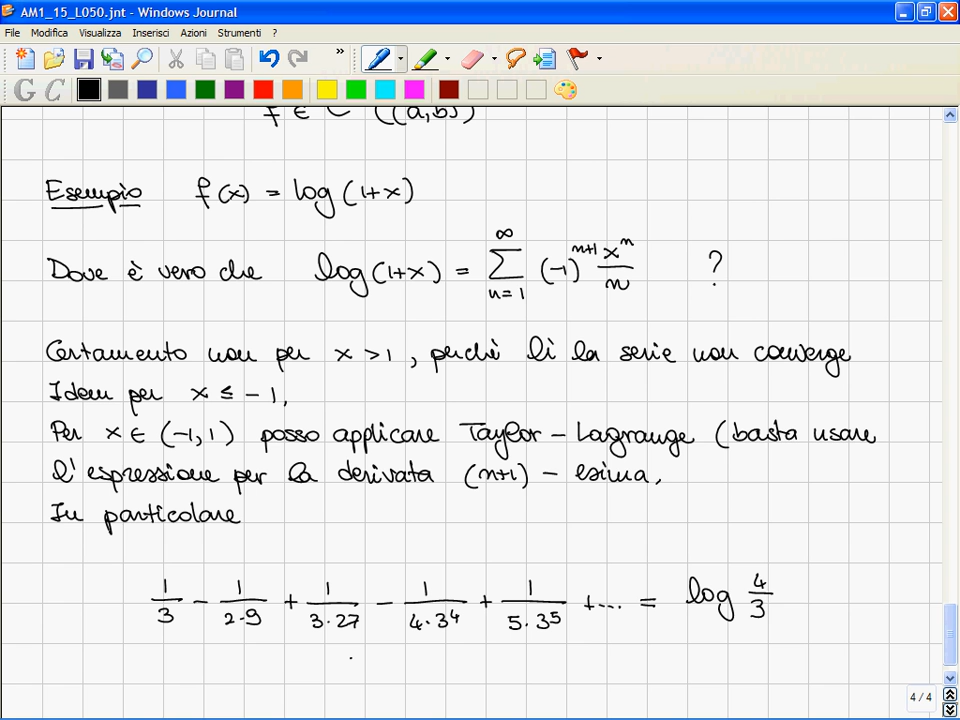 AM1_15_L050.jnt - Windows Journal
File Modifica Visualizza Inserisci Azioni Strumenti ?
f ∈ C ((a,b))
Esempio f(x) = log(1+x)
Dove è vero che log(1+x) = ∑_{n=1}^{∞} (-1)^{n+1} x^n/n ?
Certamento non per x > 1, perchè lì la serie non converge
Idem per x ≤ -1.
Per x ∈ (-1,1) posso applicare Taylor - Lagrange (basta usare
l'espressione per la derivata (n+1) - esima.
In particolare
1/3 - 1/(2·9) + 1/(3·27) - 1/(4·3^4) + 1/(5·3^5) + ... = log 4/3
4 / 4